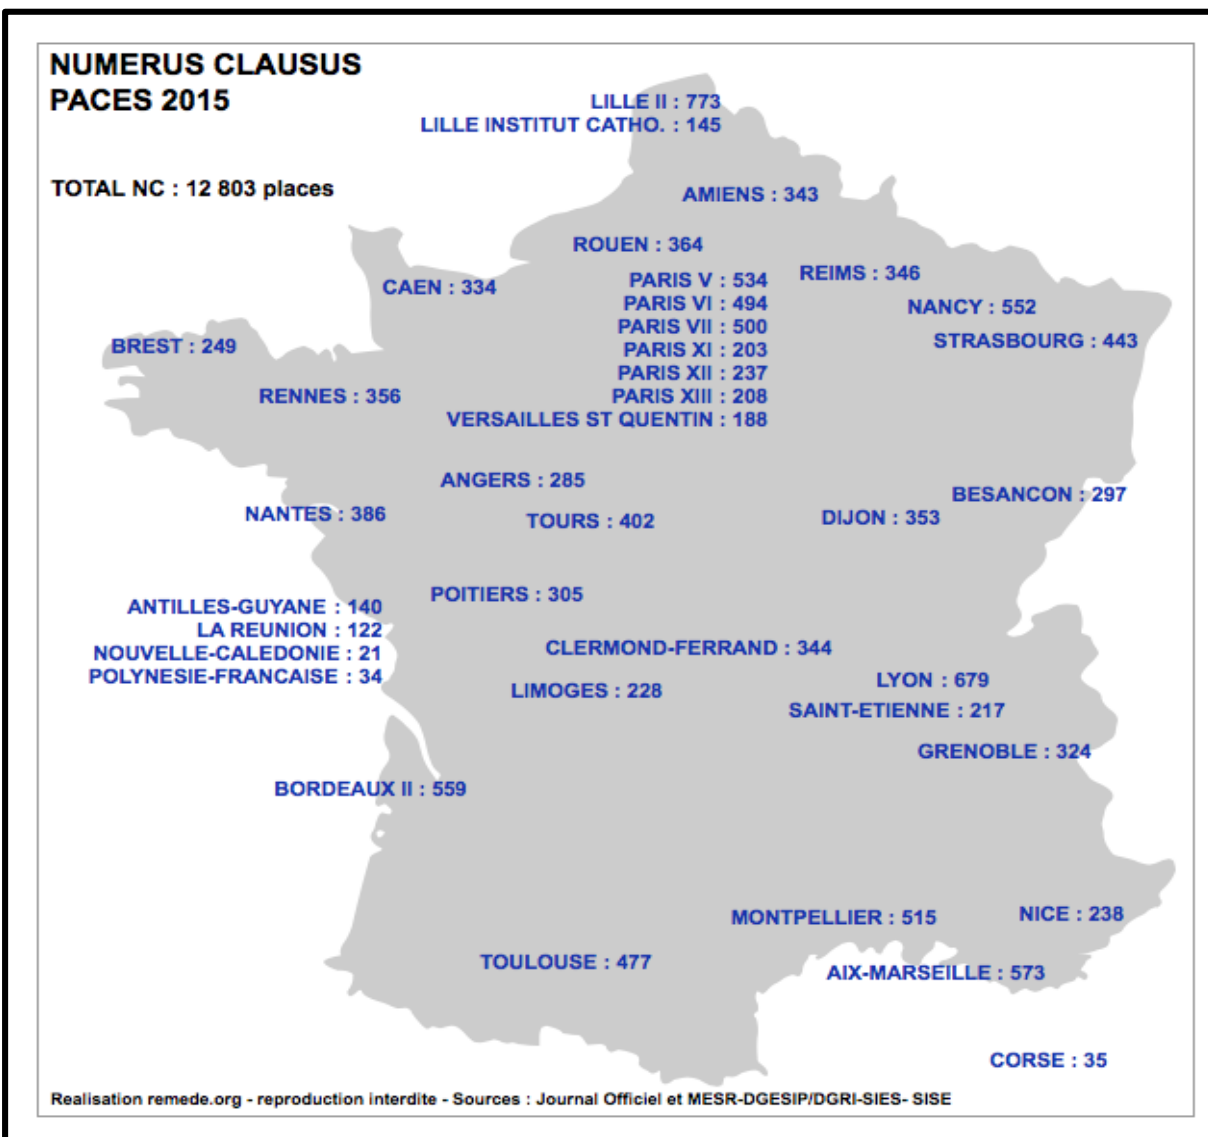 NUMERUS CLAUSUS
PACES 2015
TOTAL NC : 12 803 places
LILLE II : 773
LILLE INSTITUT CATHO. : 145
AMIENS : 343
ROUEN : 364
CAEN : 334
PARIS V : 534
PARIS VI : 494
PARIS VII : 500
PARIS XI : 203
PARIS XII : 237
PARIS XIII : 208
VERSAILLES ST QUENTIN : 188
REIMS : 346
NANCY : 552
STRASBOURG : 443
BREST : 249
RENNES : 356
ANGERS : 285
NANTES : 386
TOURS : 402
BESANCON : 297
DIJON : 353
POITIERS : 305
ANTILLES-GUYANE : 140
LA REUNION : 122
NOUVELLE-CALEDONIE : 21
POLYNESIE-FRANCAISE : 34
CLERMOND-FERRAND : 344
LIMOGES : 228
LYON : 679
SAINT-ETIENNE : 217
GRENOBLE : 324
BORDEAUX II : 559
MONTPELLIER : 515
NICE : 238
TOULOUSE : 477
AIX-MARSEILLE : 573
CORSE : 35
Realisation remede.org - reproduction interdite - Sources : Journal Officiel et MESR-DGESIP/DGRI-SIES- SISE